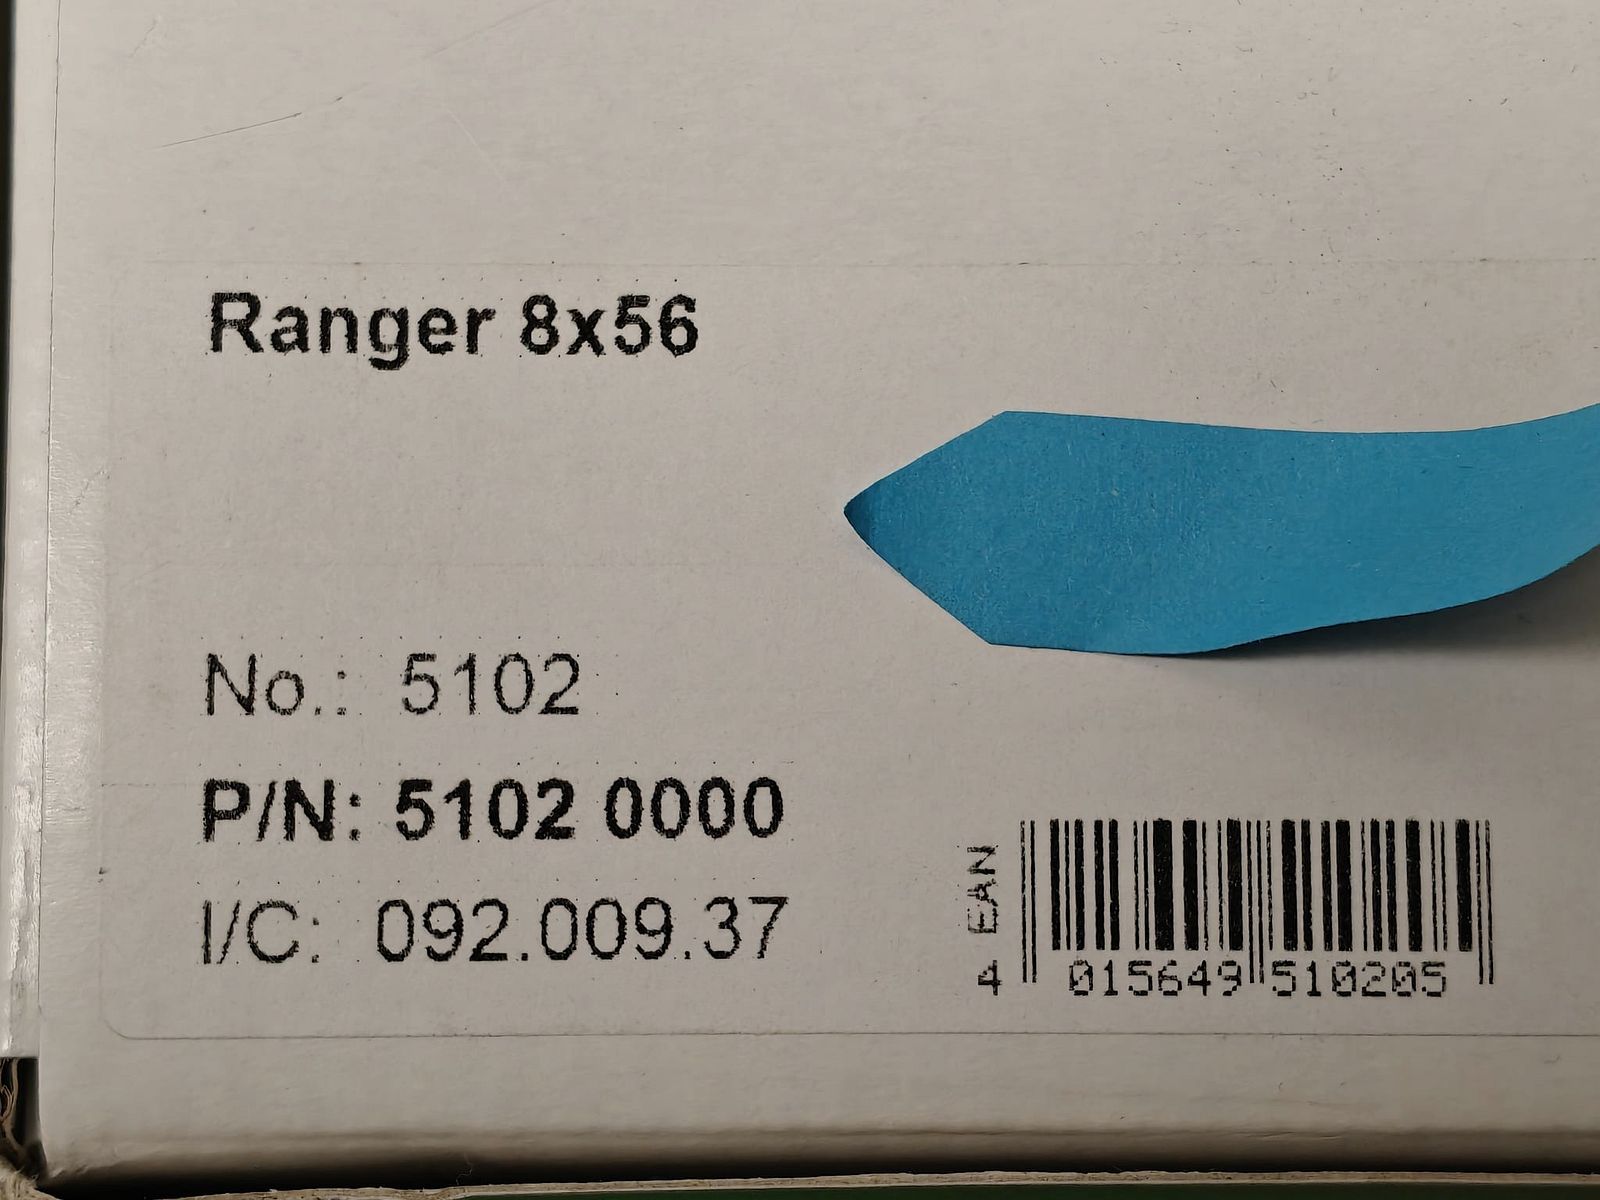 Ranger 8x56
No.: 5102
P/N: 5102 0000
I/C: 092.009.37
EAN
4 015649 510205